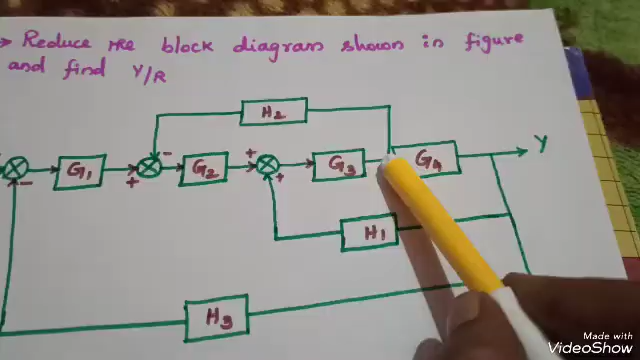 Reduce the block diagram shown in figure
and find Y/R
H2
- - + Y
G1 G2 G3 G4
- + +
H1
H3
Made with
VideoShow